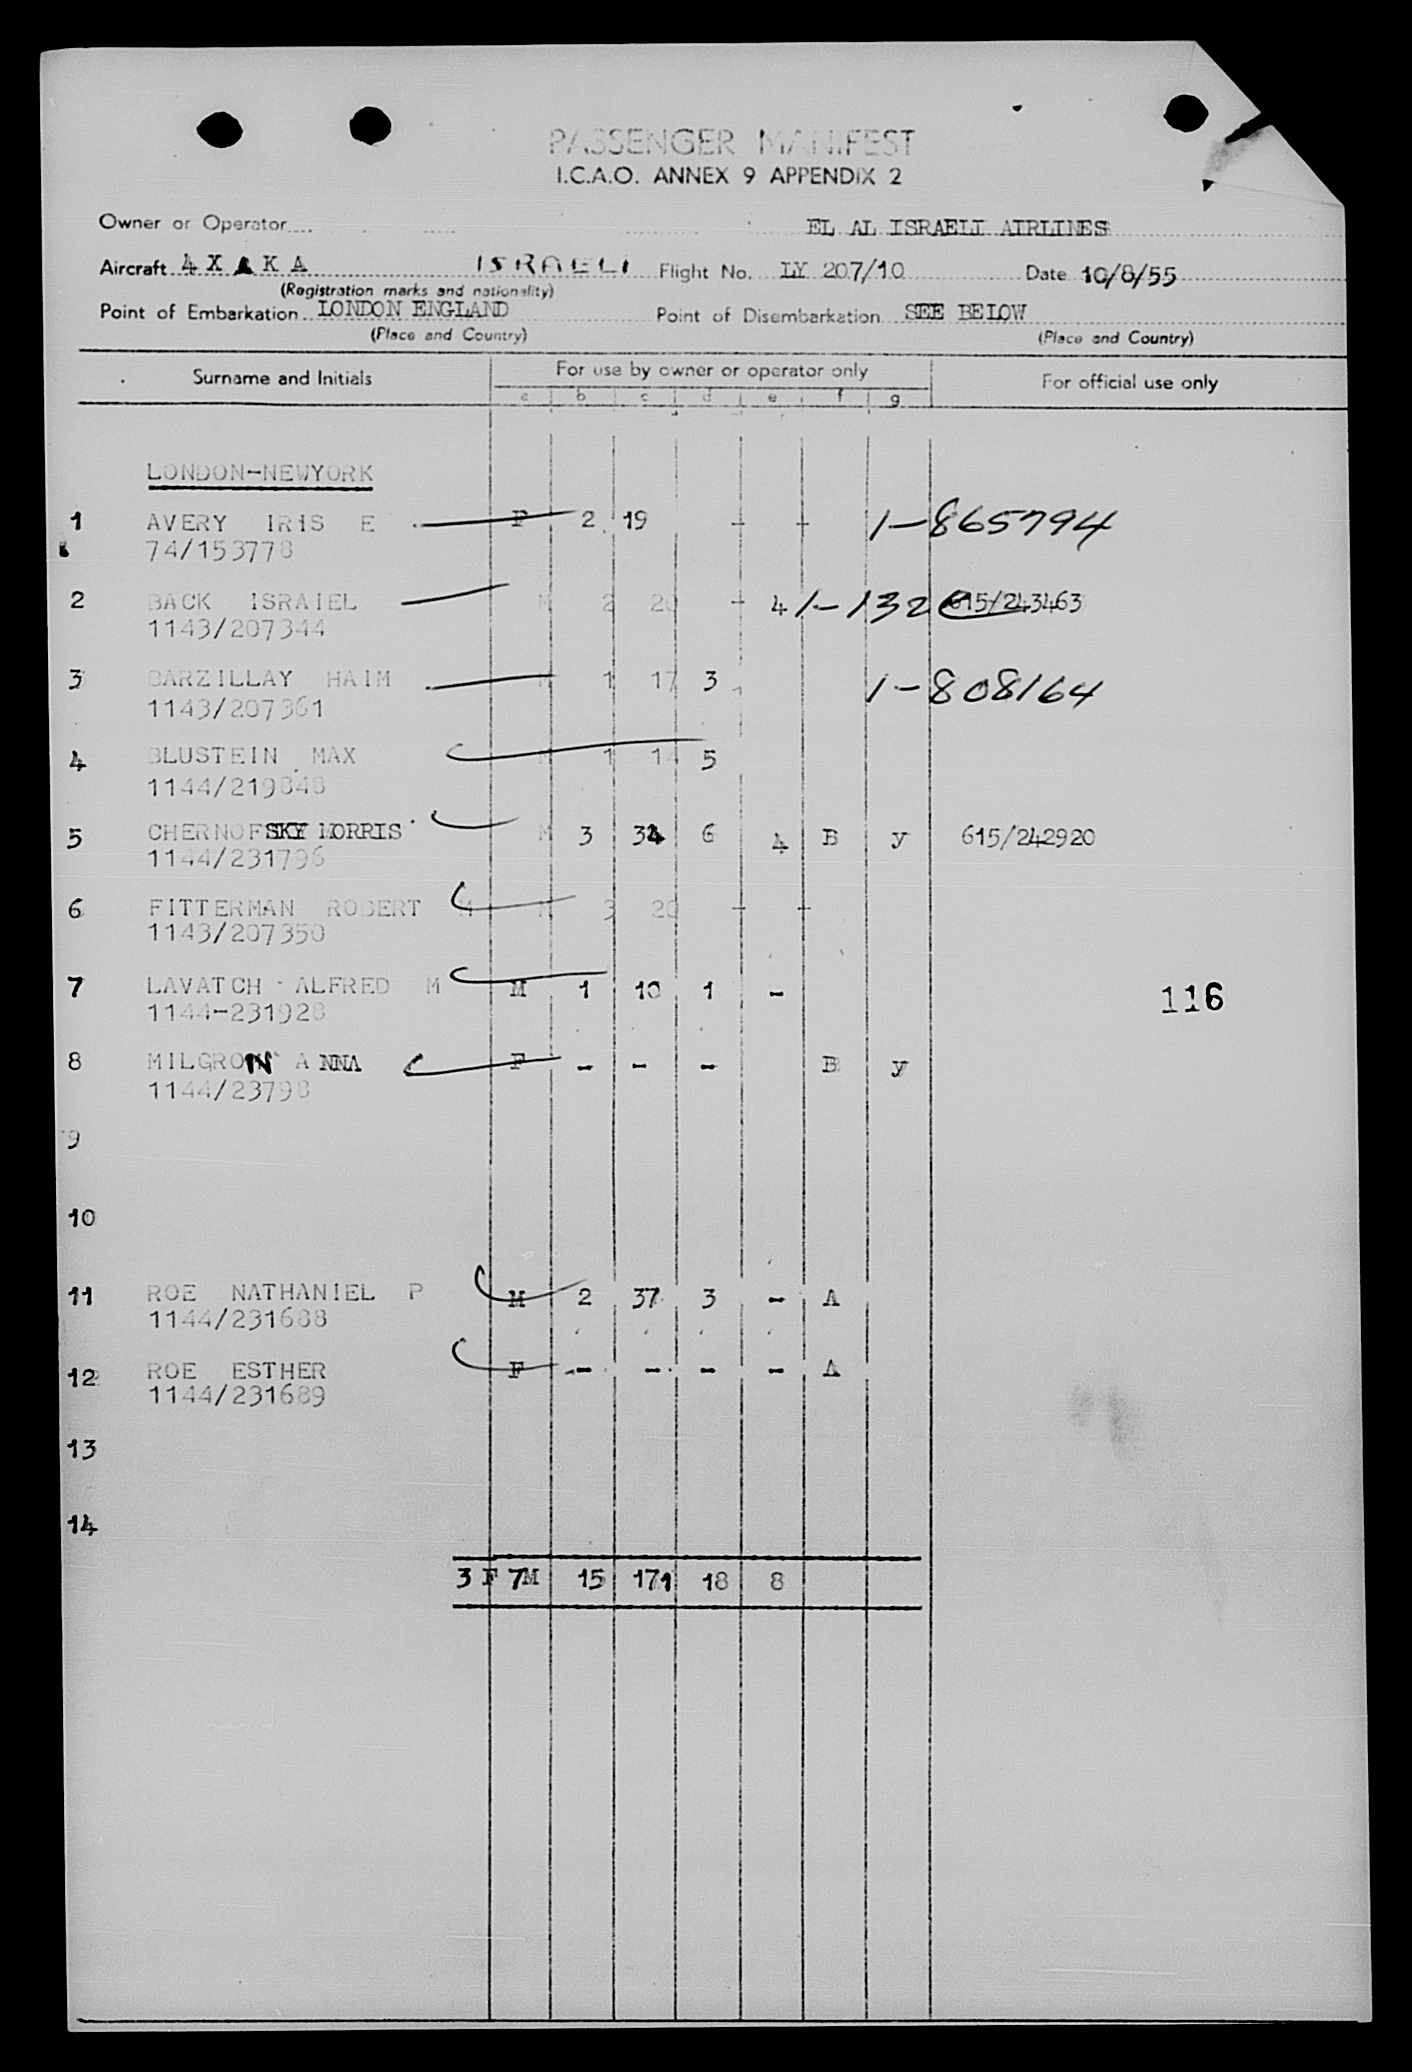 PASSENGER MANIFEST
I.C.A.O. ANNEX 9 APPENDIX 2
Owner or Operator EL AL ISRAELI AIRLINES
Aircraft 4 X A K A ISRAELI Flight No. LY 207/10 Date 10/8/55
(Registration marks and nationality)
Point of Embarkation LONDON ENGLAND Point of Disembarkation SEE BELOW
(Place and Country) (Place and Country)
Surname and Initials For use by owner or operator only For official use only
a b c d e f g
LONDON-NEWYORK
1 AVERY IRIS E F 2 19 - - 1-865794
74/153778
2 BACK ISRAIEL M 2 20 - 4 1-132 615/243463
1143/207344
3 BARZILLAY HAIM M 1 17 3 1-808164
1143/207361
4 BLUSTEIN MAX M 1 14 5
1144/219848
5 CHERNOFSKY MORRIS M 3 34 6 4 B y 615/242920
1144/231796
6 FITTERMAN ROBERT M M 3 20 - -
1143/207350
7 LAVATCH ALFRED M M 1 10 1 - 116
1144-231928
8 MILGROM ANNA F - - - B y
1144/23798
9
10
11 ROE NATHANIEL P M 2 37 3 - A
1144/231688
12 ROE ESTHER F - - - - A
1144/231689
13
14
3 F 7M 15 171 18 8